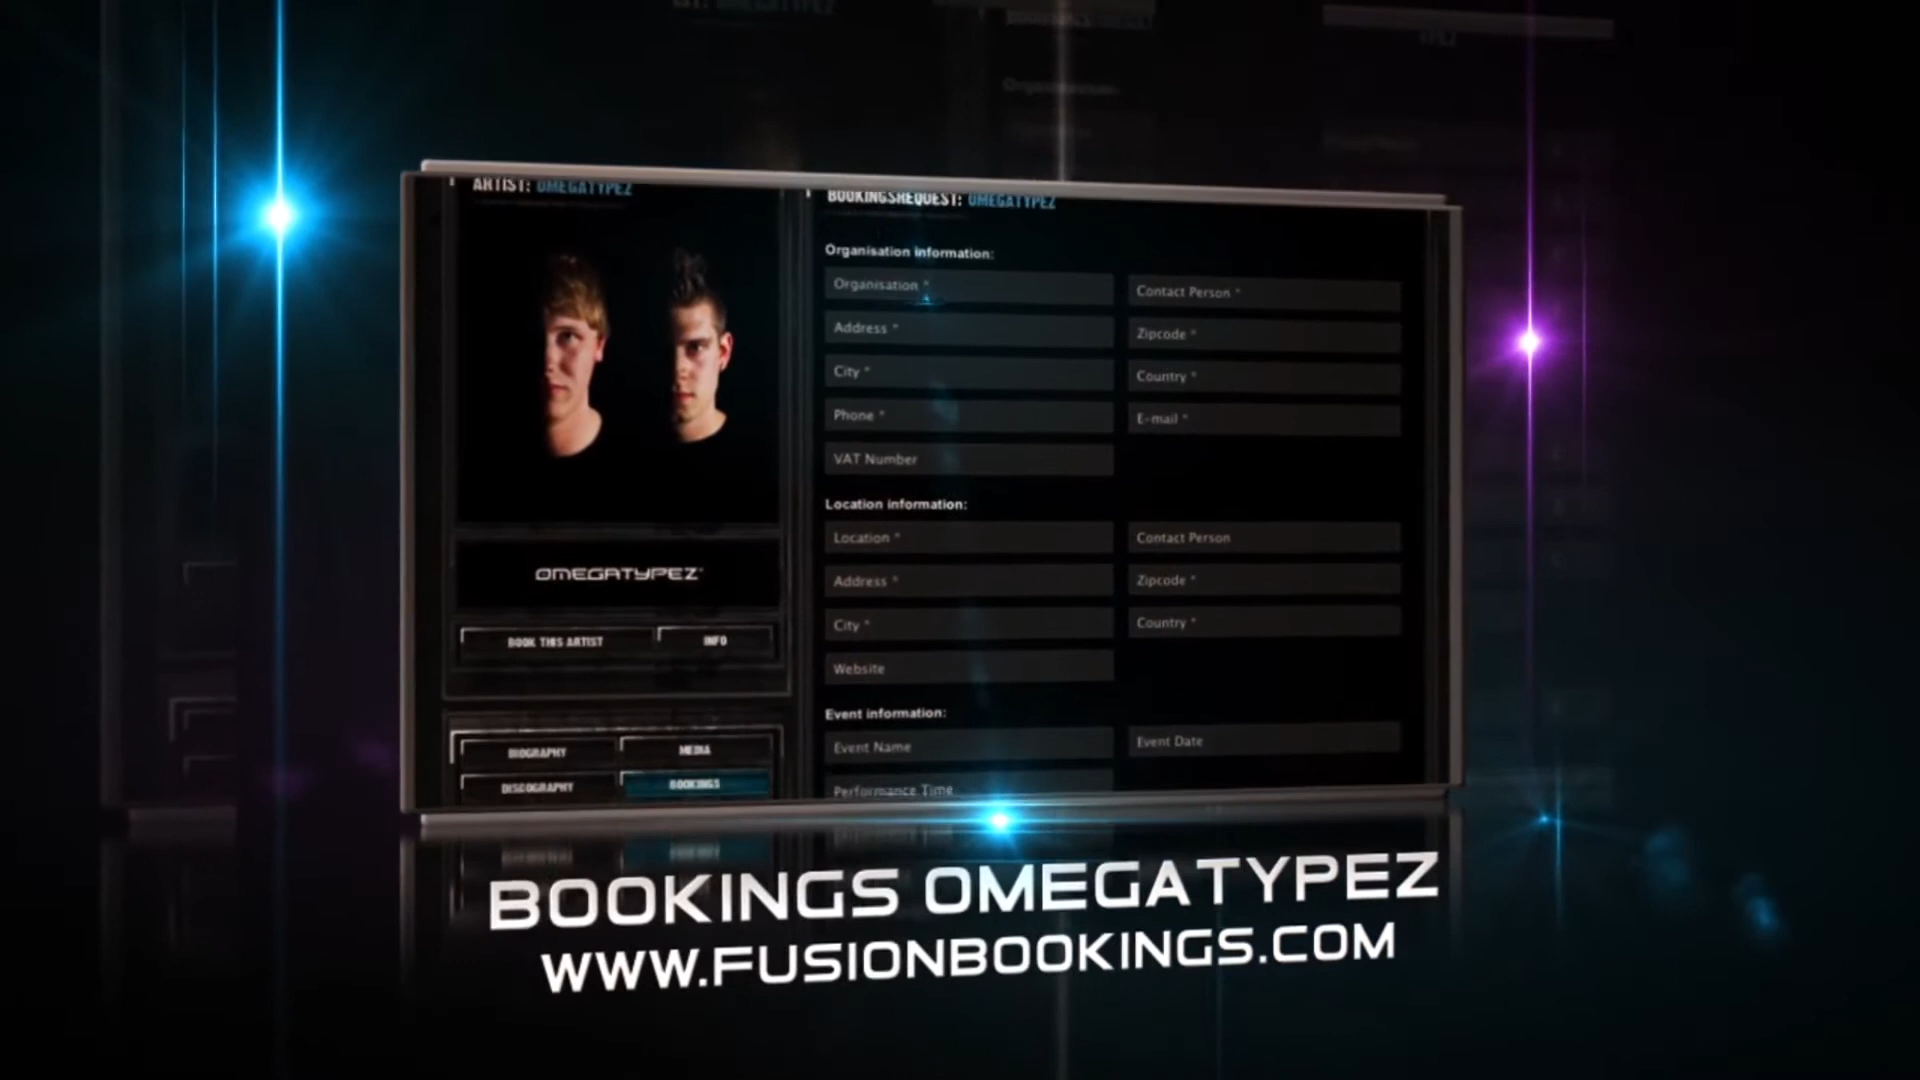 ARTIST: OMEGATYPEZ
OMEGATYPEZ
BOOK THIS ARTIST
INFO
BIOGRAPHY
MEDIA
DISCOGRAPHY
BOOKINGS
BOOKINGSREQUEST: OMEGATYPEZ
Organisation information:
Organisation *
Contact Person *
Address *
Zipcode *
City *
Country *
Phone *
E-mail *
VAT Number
Location information:
Location *
Contact Person
Address *
Zipcode *
City *
Country *
Website
Event information:
Event Name
Event Date
Performance Time
BOOKINGS OMEGATYPEZ
WWW.FUSIONBOOKINGS.COM